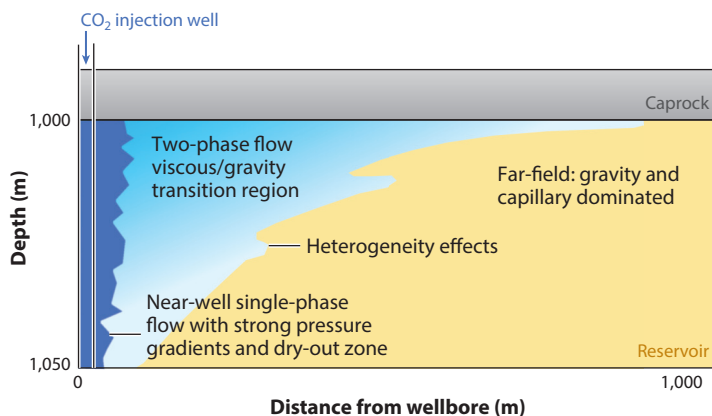 CO2 injection well
Caprock
1,000
Two-phase flow
viscous/gravity
transition region
Far-field: gravity and
capillary dominated
Depth (m)
Heterogeneity effects
Near-well single-phase
flow with strong pressure
gradients and dry-out zone
Reservoir
1,050
0
1,000
Distance from wellbore (m)